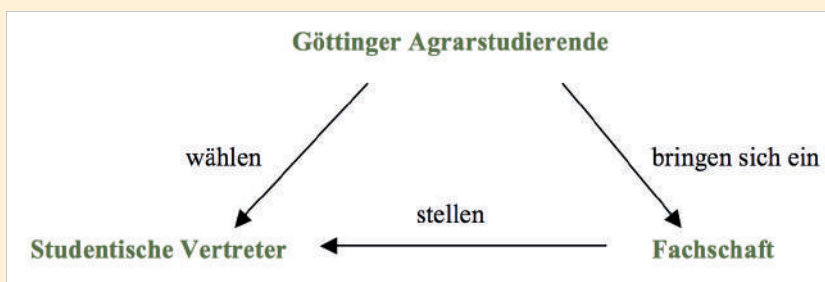 Göttinger Agrarstudierende
wählen
bringen sich ein
stellen
Studentische Vertreter
Fachschaft